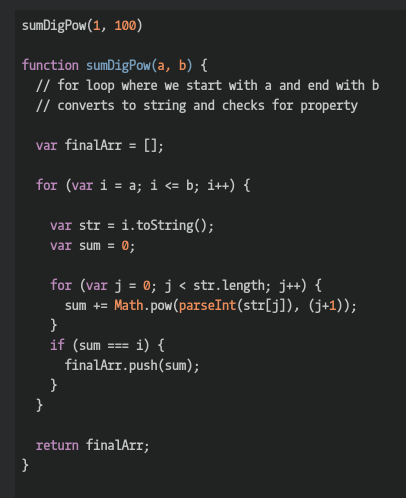 sumDigPow(1, 100)
function sumDigPow(a, b) {
// for loop where we start with a and end with b
// converts to string and checks for property
var finalArr = [];
for (var i = a; i <= b; i++) {
var str = i.toString();
var sum = 0;
for (var j = 0; j < str.length; j++) {
sum += Math.pow(parseInt(str[j]), (j+1));
}
if (sum === i) {
finalArr.push(sum);
}
}
return finalArr;
}